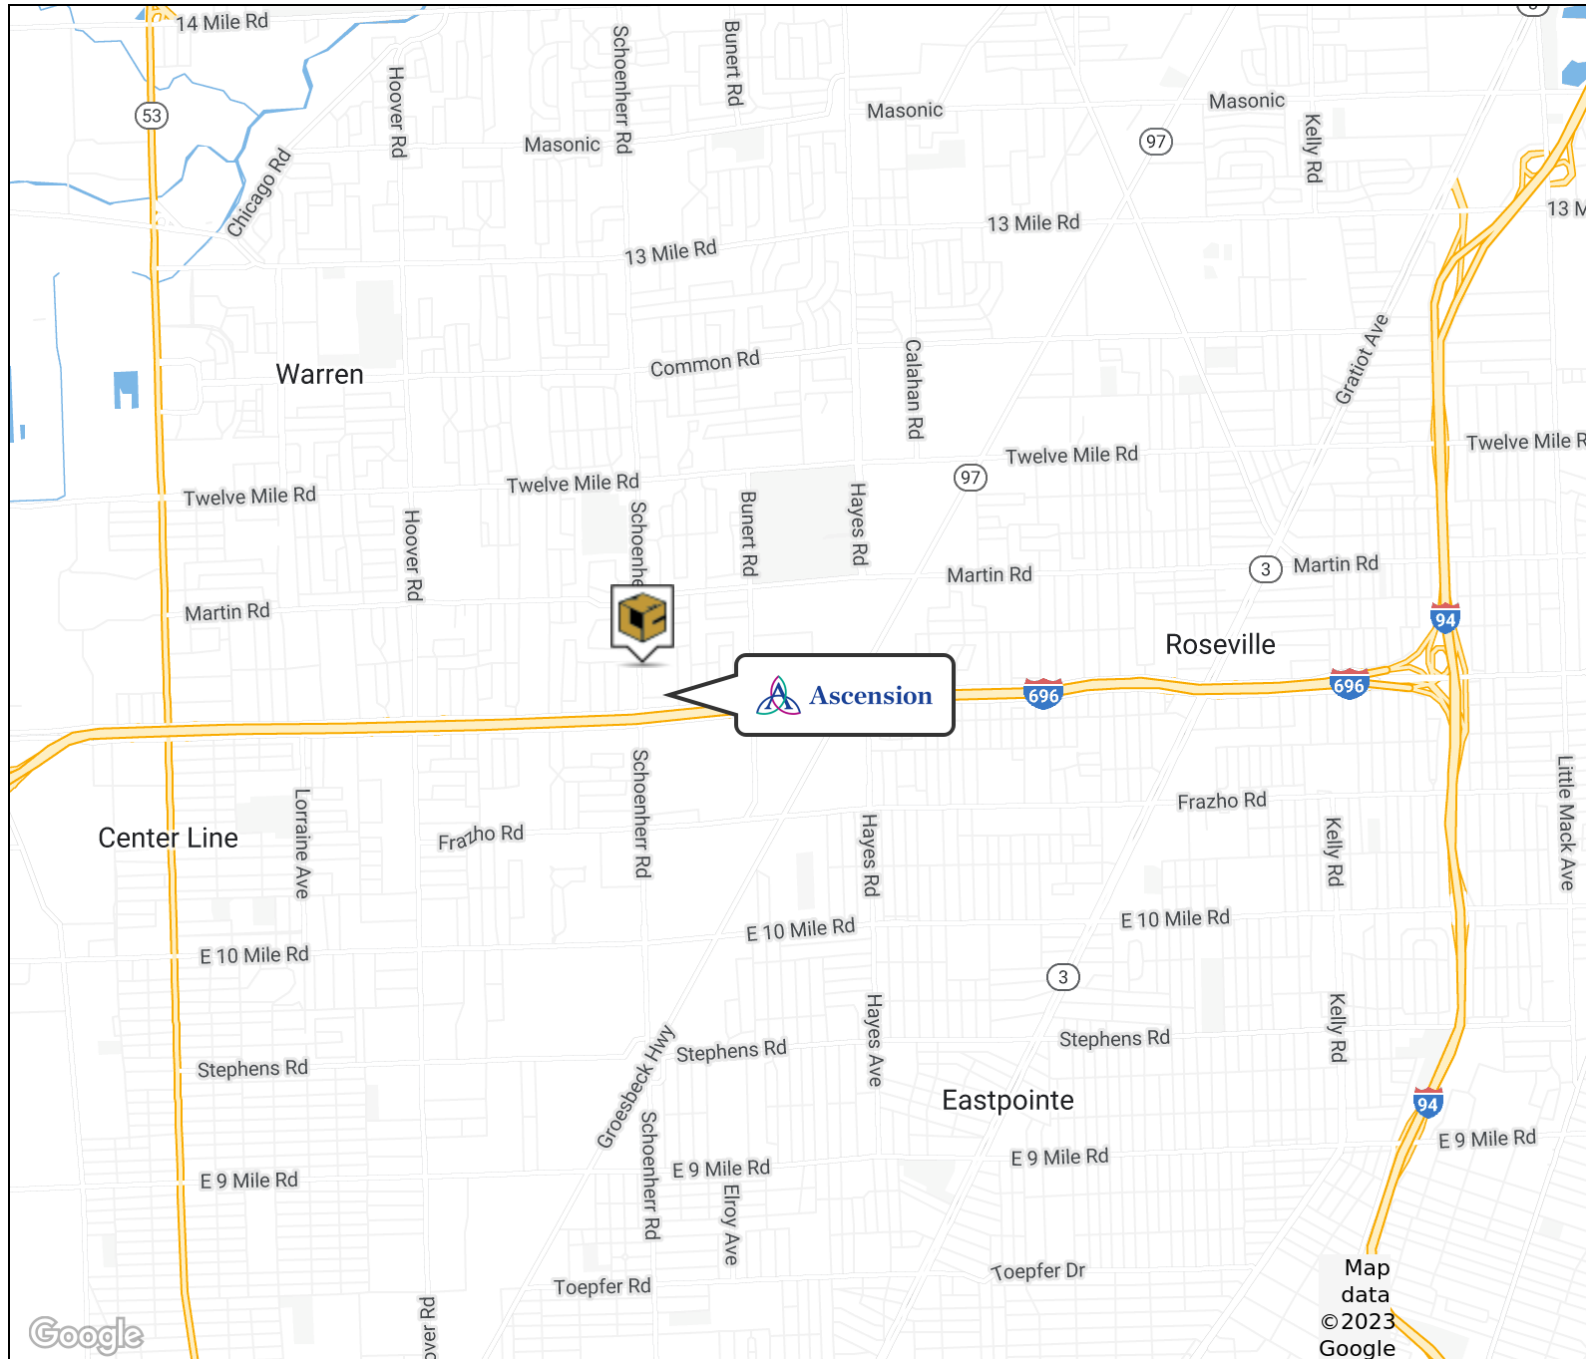 14 Mile Rd
Schoenherr Rd
Bunert Rd
Hoover Rd
53
Masonic
Masonic
Masonic
97
Kelly Rd
Chicago Rd
13 Mile Rd
13 Mile Rd
13 M
Gratiot Ave
Calahan Rd
Common Rd
Warren
Twelve Mile Rd
Twelve Mile Rd
Twelve Mile Rd
Twelve Mile R
97
Hoover Rd
Schoenhe
Bunert Rd
Hayes Rd
Martin Rd
Martin Rd
3
Martin Rd
94
Roseville
Ascension
696
696
Schoenherr Rd
Lorraine Ave
Frazho Rd
Frazho Rd
Center Line
Hayes Rd
Kelly Rd
Little Mack Ave
E 10 Mile Rd
E 10 Mile Rd
E 10 Mile Rd
3
Hayes Ave
Kelly Rd
Stephens Rd
Stephens Rd
Stephens Rd
Groesbeck Hwy
Eastpointe
94
Schoenherr Rd
E 9 Mile Rd
E 9 Mile Rd
E 9 Mile Rd
E 9 Mile Rd
Elroy Ave
Toepfer Rd
Toepfer Dr
over Rd
Google
Map
data
©2023
Google